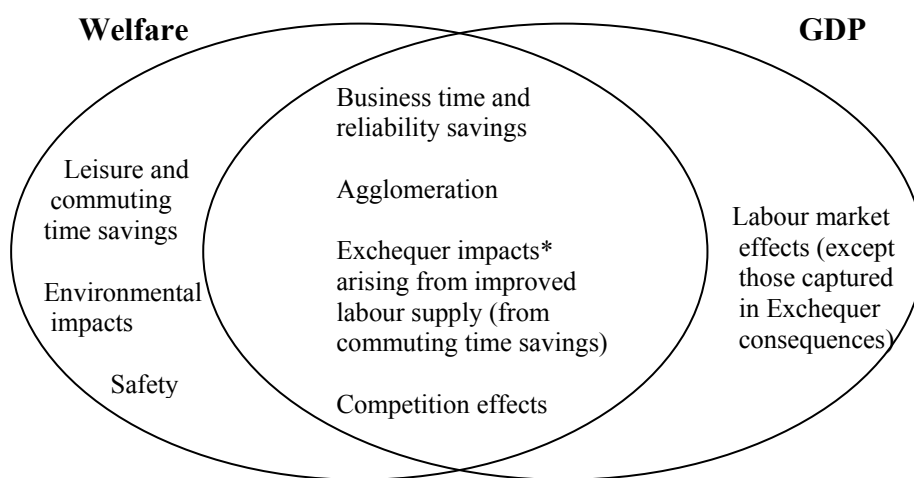 Welfare
GDP
Leisure and
commuting
time savings
Environmental
impacts
Safety
Business time and
reliability savings
Agglomeration
Exchequer impacts*
arising from improved
labour supply (from
commuting time savings)
Competition effects
Labour market
effects (except
those captured
in Exchequer
consequences)